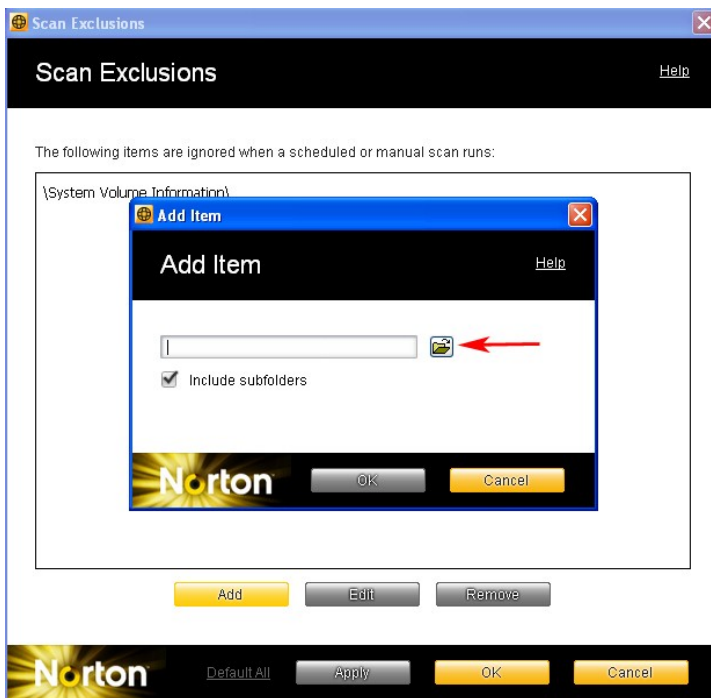 Scan Exclusions
Scan Exclusions
Help
The following items are ignored when a scheduled or manual scan runs:
\System Volume Information\
Add Item
Add Item
Help
Include subfolders
Norton
OK
Cancel
Add
Edit
Remove
Norton
Default All
Apply
OK
Cancel